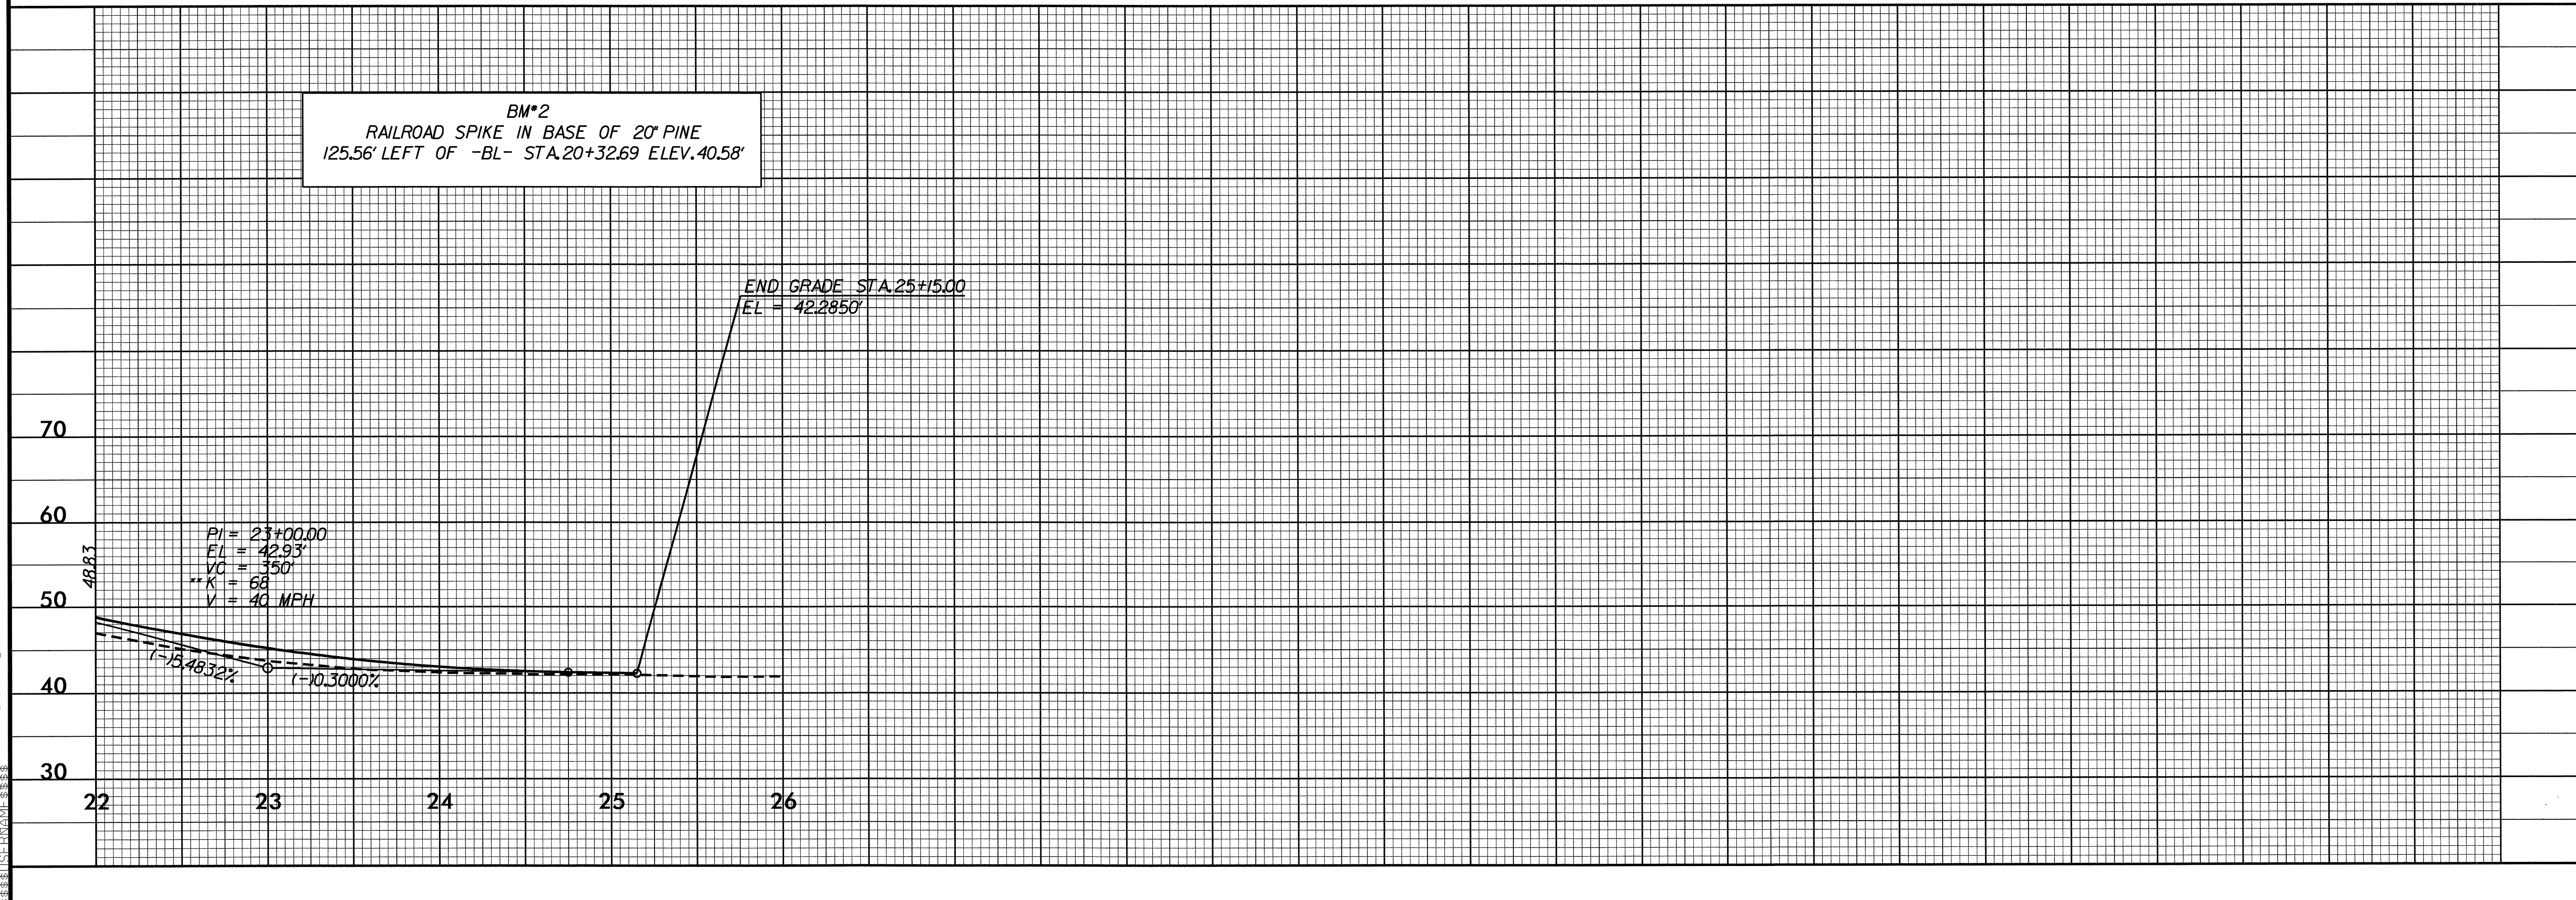 BM#2
RAILROAD SPIKE IN BASE OF 20" PINE
125.56' LEFT OF -BL- STA. 20+32.69 ELEV. 40.58'
END GRADE STA. 25+15.00
EL = 42.2850'
70
60
PI = 23+00.00
EL = 42.93'
VC = 350'
**K = 68
V = 40 MPH
48.83
50
(-)5.4832%
(-)0.3000%
40
30
22 23 24 25 26